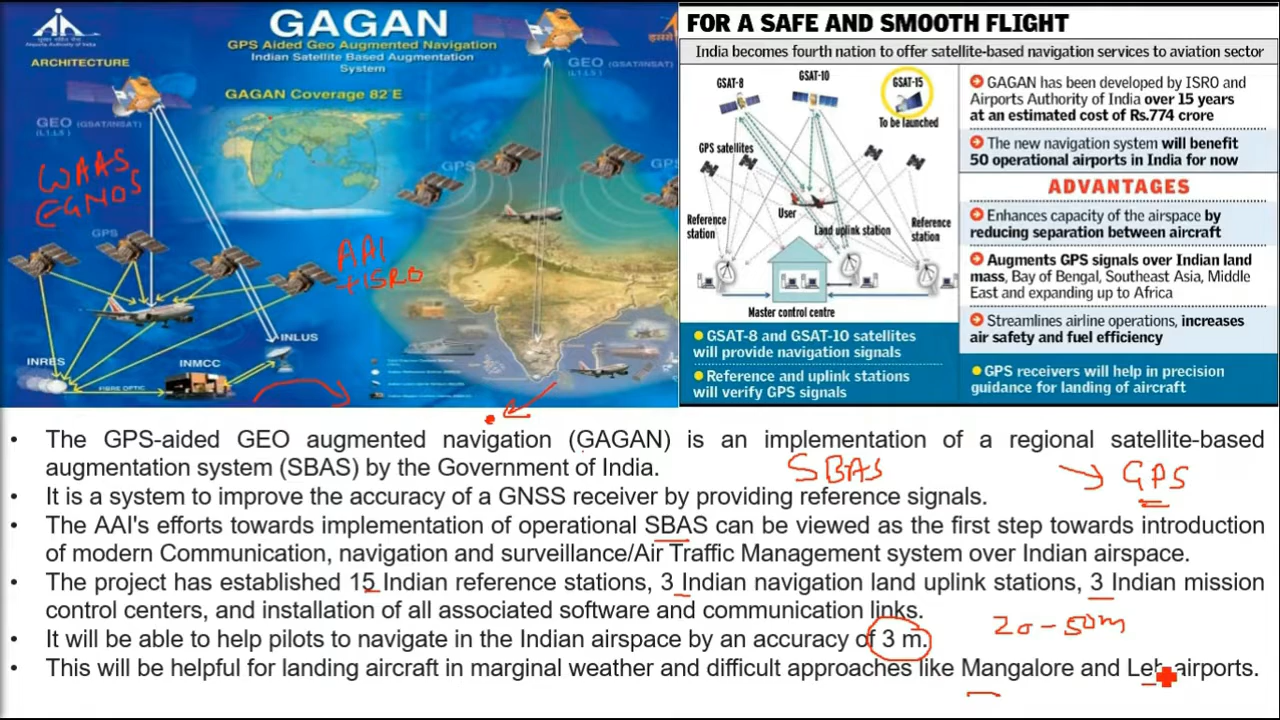 GAGAN
GPS Aided Geo Augmented Navigation
Indian Satellite Based Augmentation
System
Airports Authority of India
ARCHITECTURE
GAGAN Coverage 82°E
GEO (GSAT/INSAT)
(L1,L5)
GEO (GSAT/INSAT)
(L1,L5)
WAAS
EGNOS
GPS
GPS
GPS
GPS
AAI
+ISRO
INLUS
INRES
INMCC
FIBRE OPTIC
FOR A SAFE AND SMOOTH FLIGHT
India becomes fourth nation to offer satellite-based navigation services to aviation sector
GSAT-8
GSAT-10
GSAT-15
To be launched
GPS satellites
Reference
station
User
Land uplink station
Reference
station
Master control centre
GSAT-8 and GSAT-10 satellites
will provide navigation signals
Reference and uplink stations
will verify GPS signals
GAGAN has been developed by ISRO and
Airports Authority of India over 15 years
at an estimated cost of Rs.774 crore
The new navigation system will benefit
50 operational airports in India for now
ADVANTAGES
Enhances capacity of the airspace by
reducing separation between aircraft
Augments GPS signals over Indian land
mass, Bay of Bengal, Southeast Asia, Middle
East and expanding up to Africa
Streamlines airline operations, increases
air safety and fuel efficiency
GPS receivers will help in precision
guidance for landing of aircraft
• The GPS-aided GEO augmented navigation (GAGAN) is an implementation of a regional satellite-based
augmentation system (SBAS) by the Government of India.
SBAS
GPS
• It is a system to improve the accuracy of a GNSS receiver by providing reference signals.
• The AAI's efforts towards implementation of operational SBAS can be viewed as the first step towards introduction
of modern Communication, navigation and surveillance/Air Traffic Management system over Indian airspace.
• The project has established 15 Indian reference stations, 3 Indian navigation land uplink stations, 3 Indian mission
control centers, and installation of all associated software and communication links.
20-50m
• It will be able to help pilots to navigate in the Indian airspace by an accuracy of 3 m.
• This will be helpful for landing aircraft in marginal weather and difficult approaches like Mangalore and Leh airports.